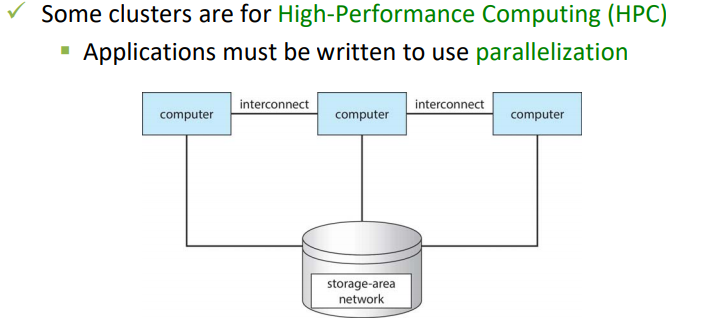 ✓ Some clusters are for High-Performance Computing (HPC)
▪ Applications must be written to use parallelization
computer
interconnect
computer
interconnect
computer
storage-area
network